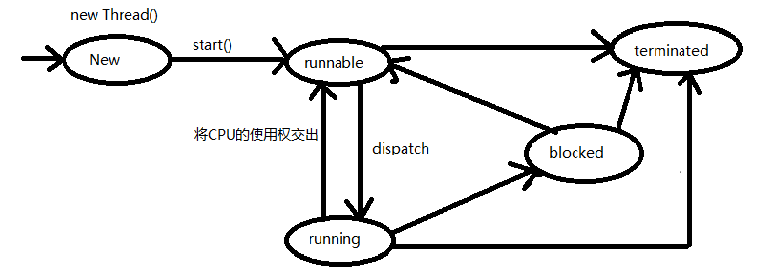 new Thread()
New
start()
runnable
terminated
将CPU的使用权交出
dispatch
blocked
running